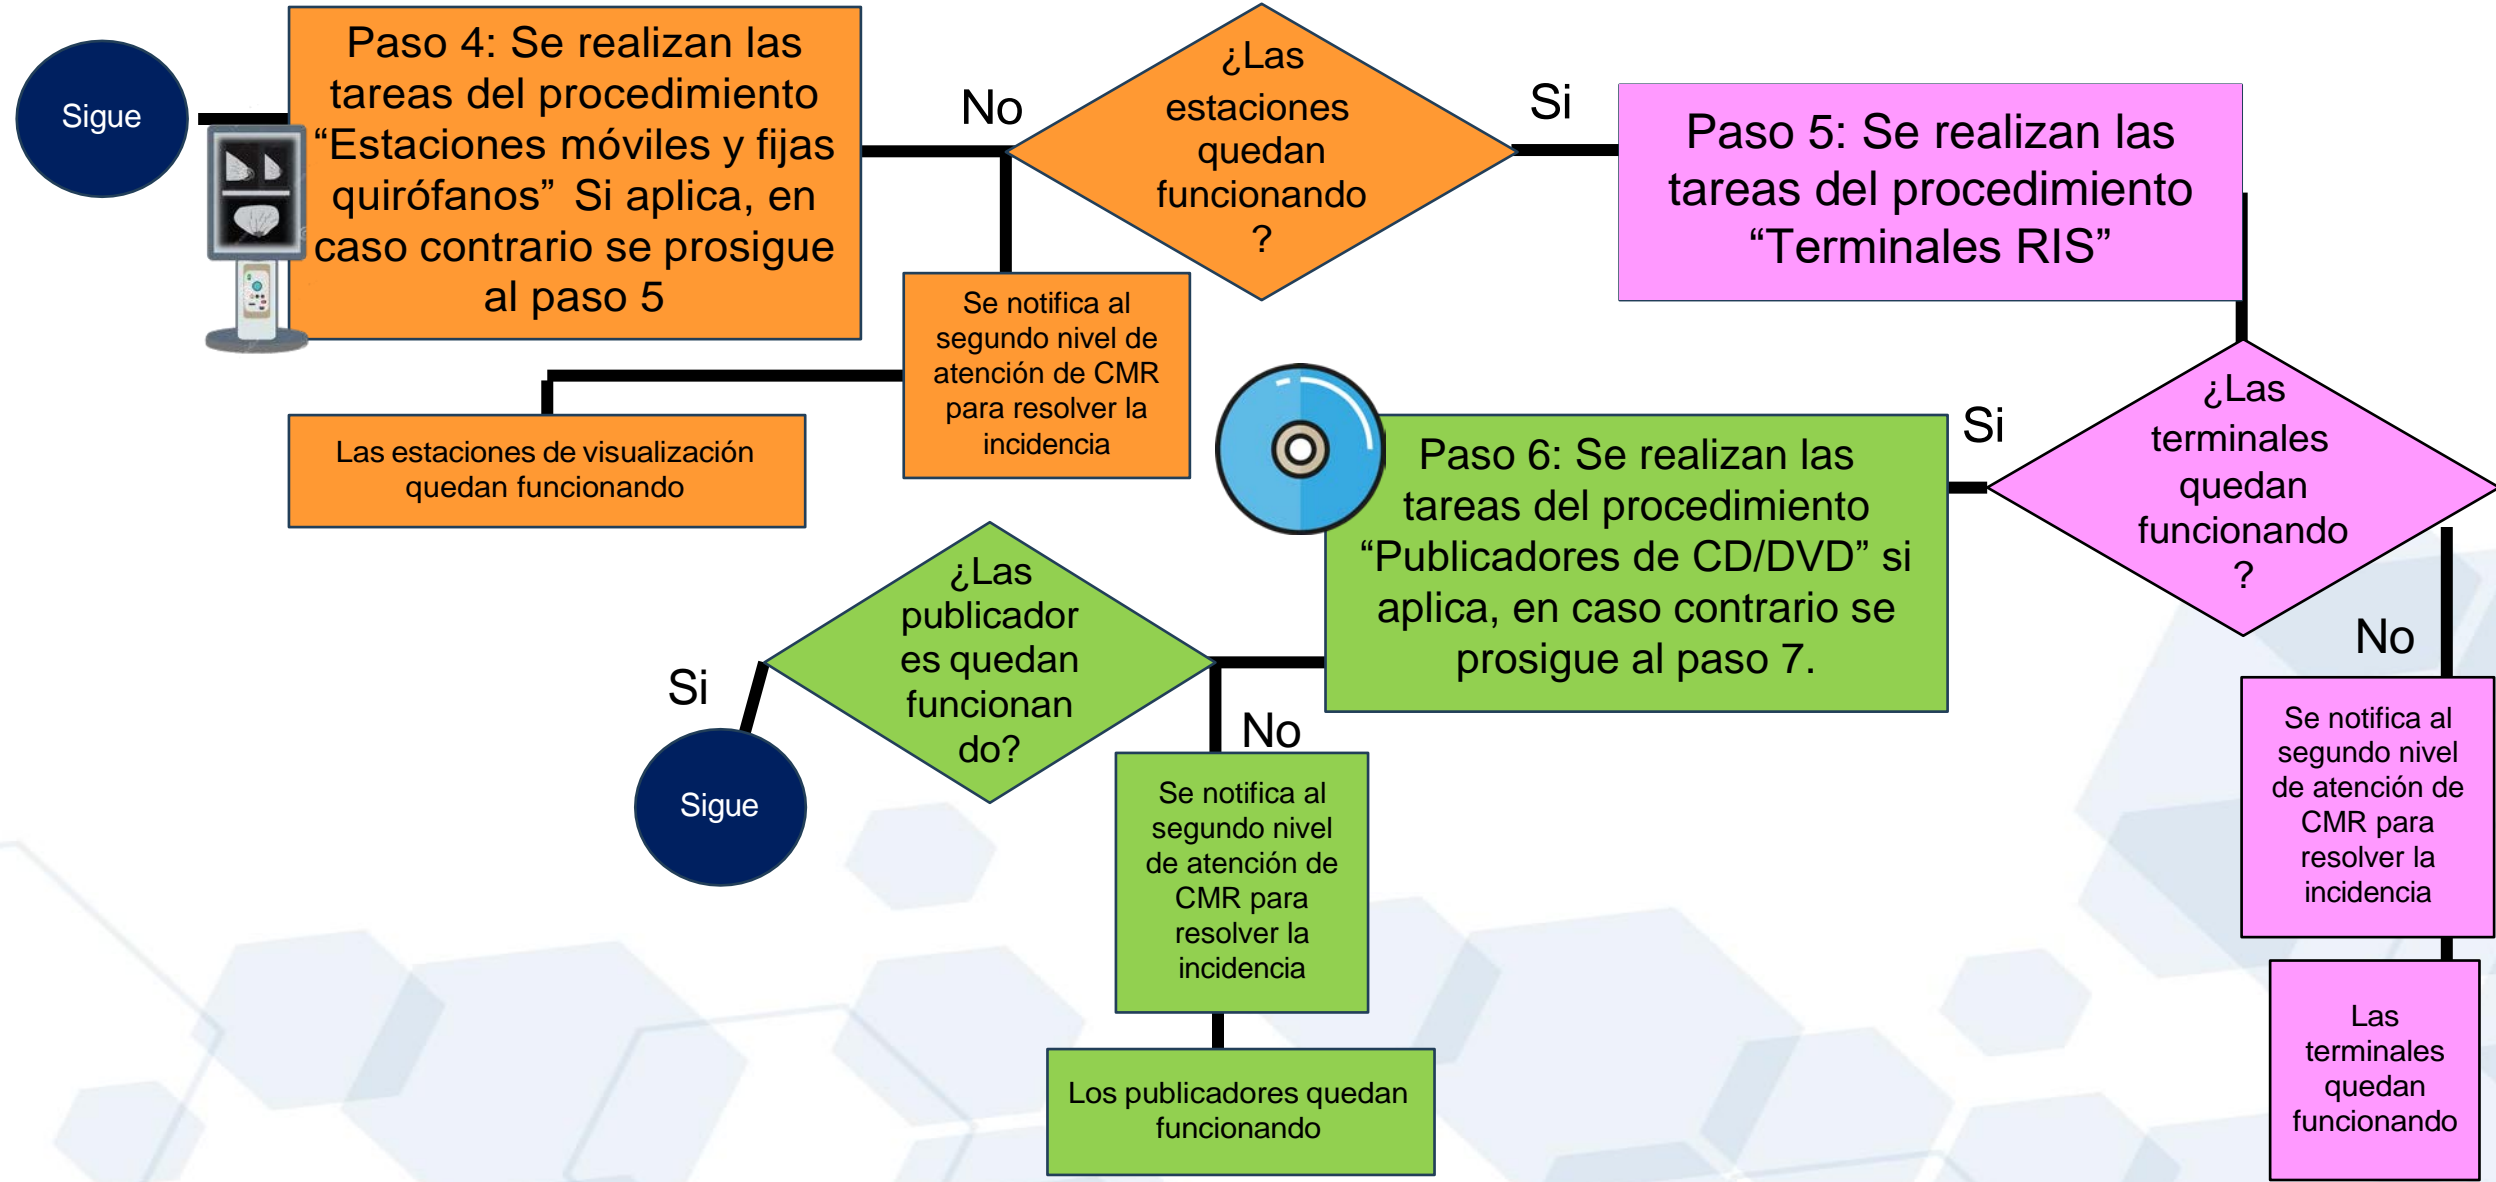 Sigue
Paso 4: Se realizan las
tareas del procedimiento
“Estaciones móviles y fijas
quirófanos” Si aplica, en
caso contrario se prosigue
al paso 5
No
¿Las
estaciones
quedan
funcionando
?
Si
Paso 5: Se realizan las
tareas del procedimiento
“Terminales RIS”
Se notifica al
segundo nivel de
atención de CMR
para resolver la
incidencia
Las estaciones de visualización
quedan funcionando
¿Las
terminales
quedan
funcionando
?
Si
No
Paso 6: Se realizan las
tareas del procedimiento
“Publicadores de CD/DVD” si
aplica, en caso contrario se
prosigue al paso 7.
¿Las
publicador
es quedan
funcionan
do?
Si
No
Sigue
Se notifica al
segundo nivel
de atención de
CMR para
resolver la
incidencia
Los publicadores quedan
funcionando
Se notifica al
segundo nivel
de atención de
CMR para
resolver la
incidencia
Las
terminales
quedan
funcionando